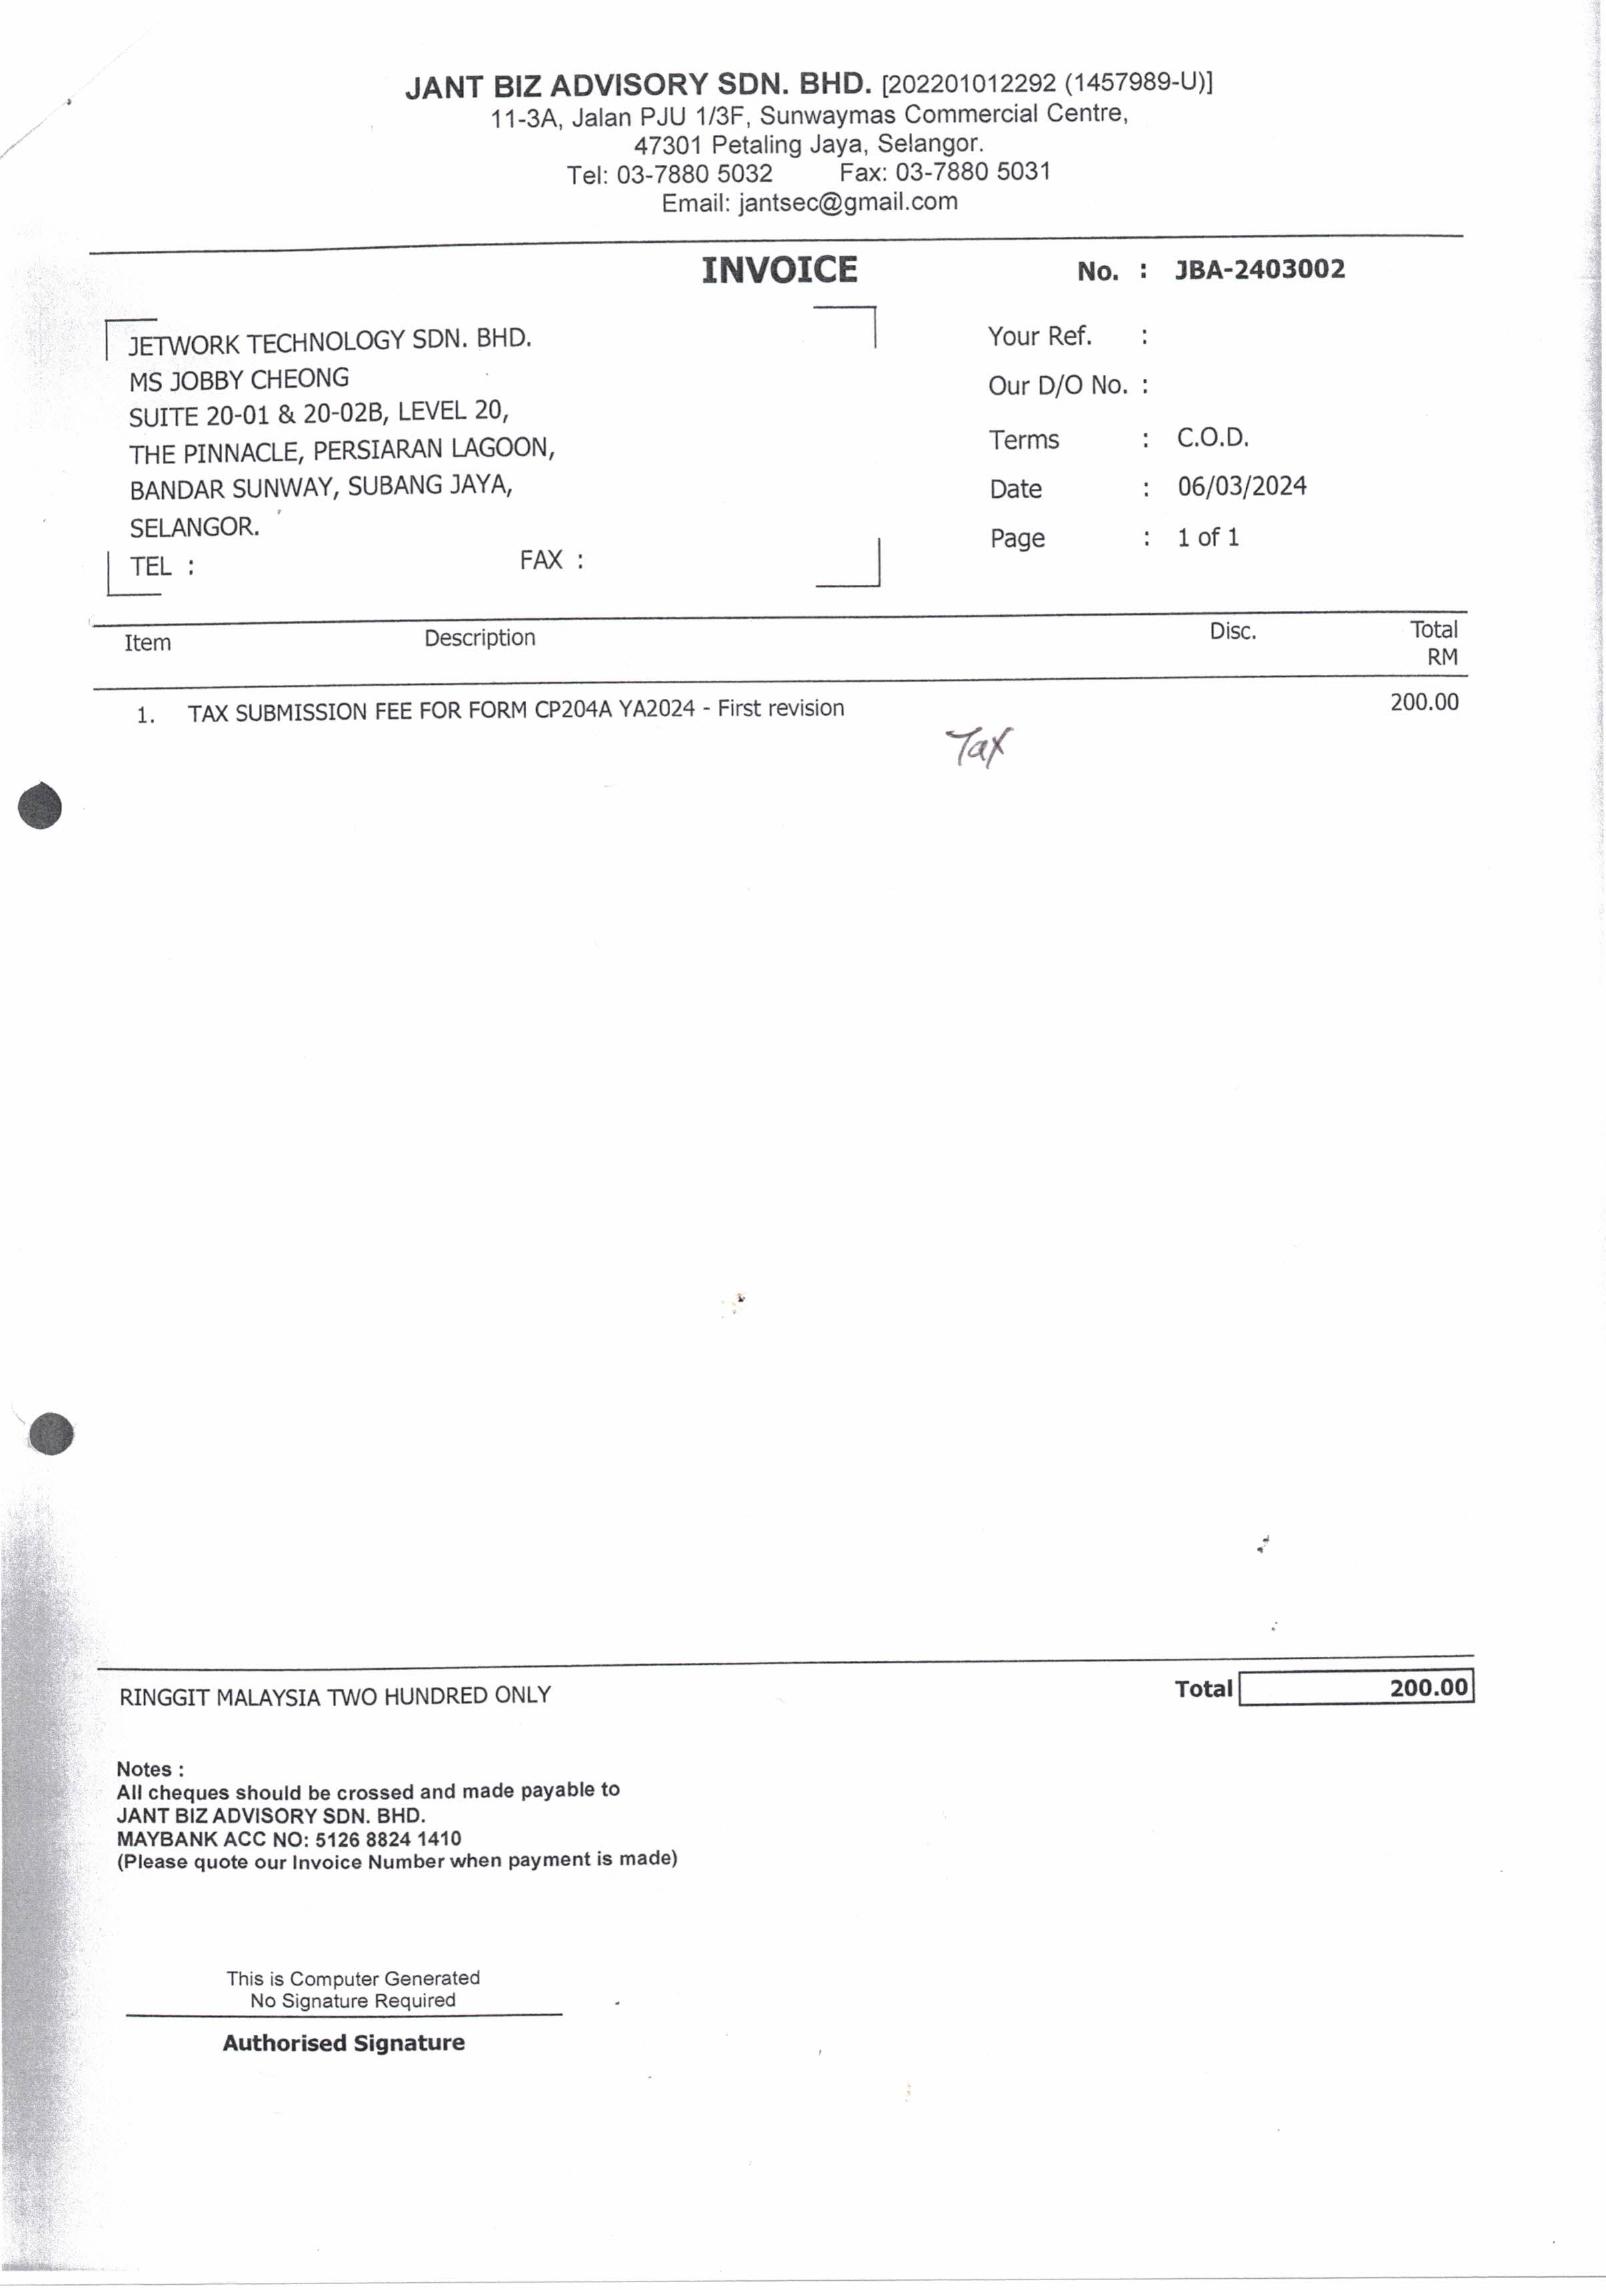 JANT BIZ ADVISORY SDN. BHD. [202201012292 (1457989-U)]
11-3A, Jalan PJU 1/3F, Sunwaymas Commercial Centre,
47301 Petaling Jaya, Selangor.
Tel: 03-7880 5032 Fax: 03-7880 5031
Email: jantsec@gmail.com
INVOICE
No. : JBA-2403002
JETWORK TECHNOLOGY SDN. BHD.
MS JOBBY CHEONG
SUITE 20-01 & 20-02B, LEVEL 20,
THE PINNACLE, PERSIARAN LAGOON,
BANDAR SUNWAY, SUBANG JAYA,
SELANGOR.
TEL : FAX :
Your Ref. :
Our D/O No. :
Terms : C.O.D.
Date : 06/03/2024
Page : 1 of 1
Item Description Disc. Total
RM
1. TAX SUBMISSION FEE FOR FORM CP204A YA2024 - First revision 200.00
Tax
RINGGIT MALAYSIA TWO HUNDRED ONLY Total 200.00
Notes :
All cheques should be crossed and made payable to
JANT BIZ ADVISORY SDN. BHD.
MAYBANK ACC NO: 5126 8824 1410
(Please quote our Invoice Number when payment is made)
This is Computer Generated
No Signature Required
Authorised Signature